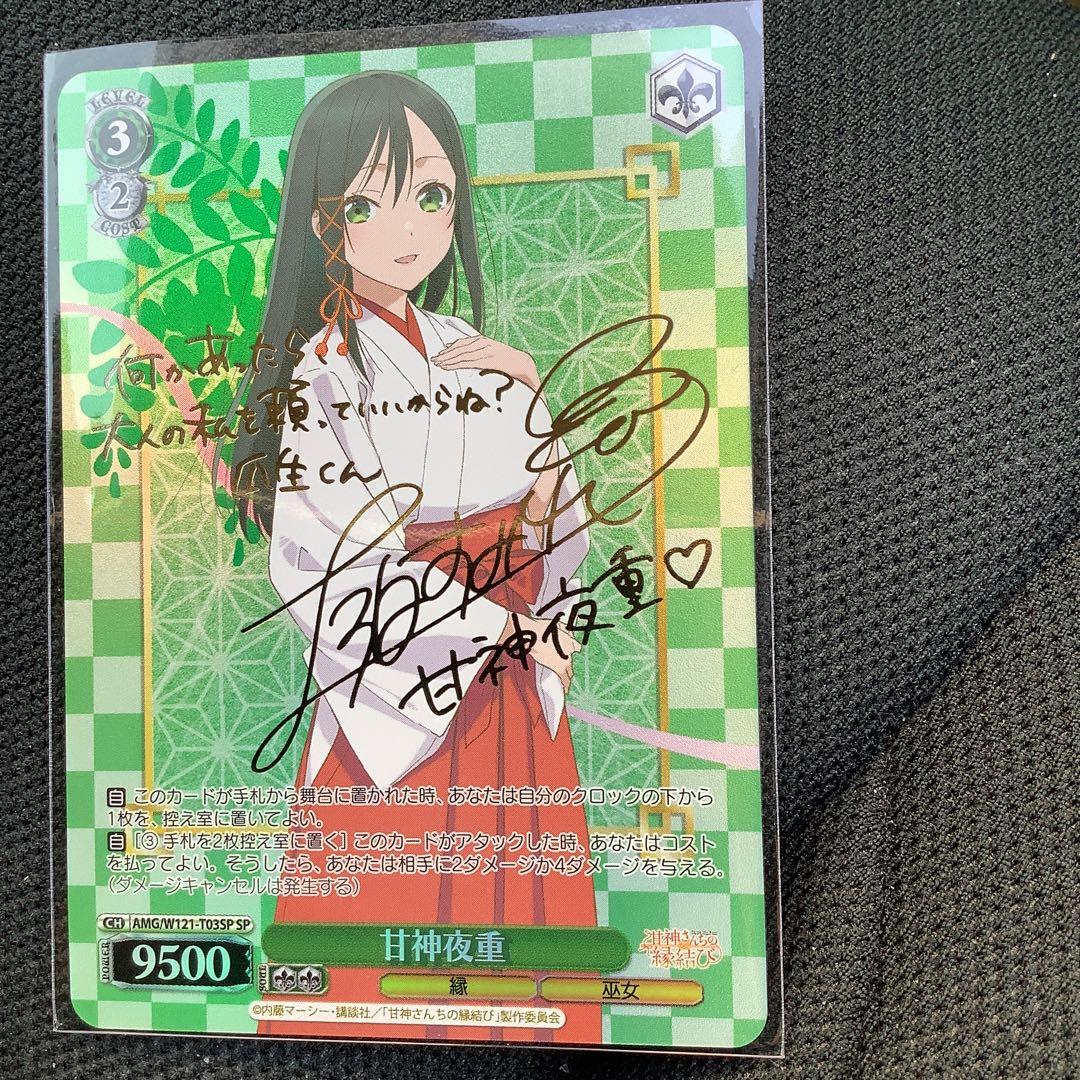 LEVEL
3
2
COST
何かあったら
大人の私を頼っていいからね?
瓜生くん
甘神夜重♡
自 このカードが手札から舞台に置かれた時、あなたは自分のクロックの下から
1枚を、控え室に置いてよい。
自 [③ 手札を2枚控え室に置く] このカードがアタックした時、あなたはコスト
を払ってよい。そうしたら、あなたは相手に2ダメージか4ダメージを与える。
(ダメージキャンセルは発生する)
CH AMG/W121-T03SP SP
POWER
9500
SOUL
甘神夜重
甘神さんちの
縁結び
縁
巫女
©内藤マーシー・講談社/「甘神さんちの縁結び」製作委員会